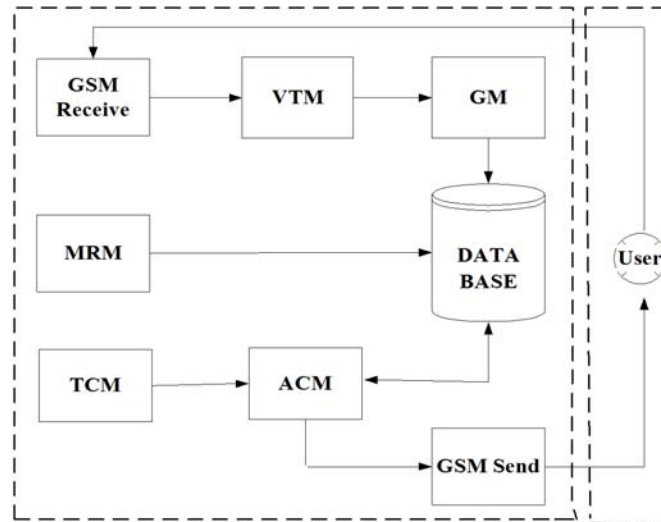 GSM
Receive
VTM
GM
MRM
DATA
BASE
User
TCM
ACM
GSM Send